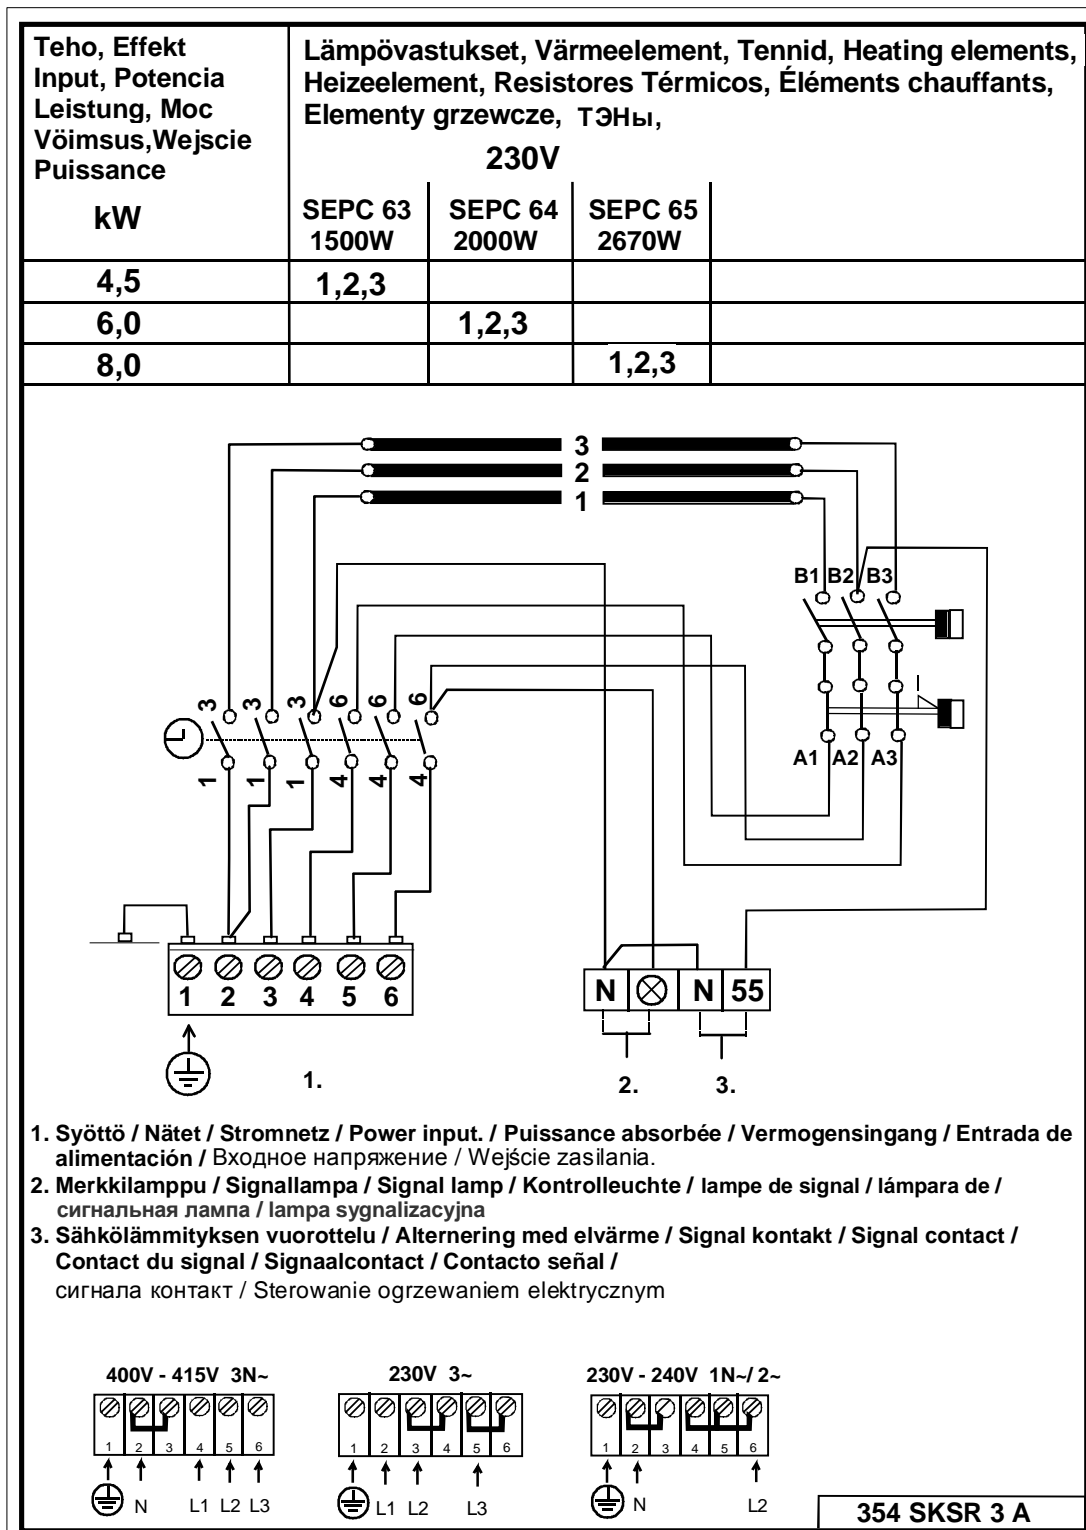 Teho, Effekt
Input, Potencia
Leistung, Moc
Vöimsus,Wejscie
Puissance
kW
Lämpövastukset, Värmeelement, Tennid, Heating elements,
Heizeelement, Resistores Térmicos, Éléments chauffants,
Elementy grzewcze, ТЭНы,
230V
SEPC 63 SEPC 64 SEPC 65
1500W 2000W 2670W
4,5 1,2,3
6,0 1,2,3
8,0 1,2,3
3
2
1
B1 B2 B3
3 3 3 6 6 6
1 1 1 4 4 4
A1 A2 A3
1 2 3 4 5 6
N N 55
1. 2. 3.
1. Syöttö / Nätet / Stromnetz / Power input. / Puissance absorbée / Vermogensingang / Entrada de
alimentación / Входное напряжение / Wejście zasilania.
2. Merkkilamppu / Signallampa / Signal lamp / Kontrolleuchte / lampe de signal / lámpara de /
сигнальная лампа / lampa sygnalizacyjna
3. Sähkölämmityksen vuorottelu / Alternering med elvärme / Signal kontakt / Signal contact /
Contact du signal / Signaalcontact / Contacto señal /
сигнала контакт / Sterowanie ogrzewaniem elektrycznym
400V - 415V 3N~
1 2 3 4 5 6
N L1 L2 L3
230V 3~
1 2 3 4 5 6
L1 L2 L3
230V - 240V 1N~/ 2~
1 2 3 4 5 6
N L2
354 SKSR 3 A